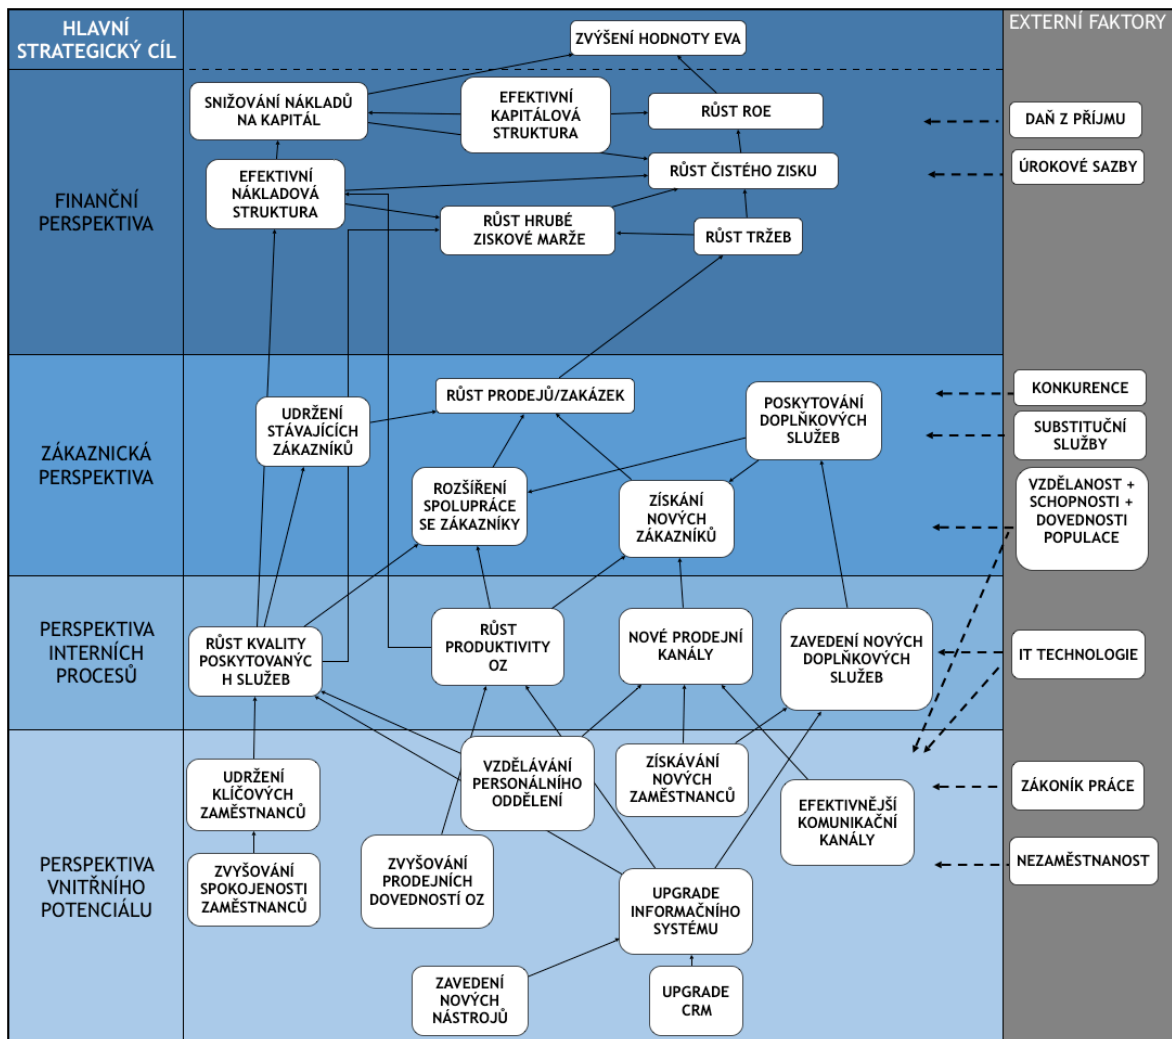 HLAVNÍ
STRATEGICKÝ CÍL
ZVÝŠENÍ HODNOTY EVA
EXTERNÍ FAKTORY
FINANČNÍ
PERSPEKTIVA
SNIŽOVÁNÍ NÁKLADŮ
NA KAPITÁL
EFEKTIVNÍ
KAPITÁLOVÁ
STRUKTURA
RŮST ROE
DAŇ Z PŘÍJMU
EFEKTIVNÍ
NÁKLADOVÁ
STRUKTURA
RŮST ČISTÉHO ZISKU
ÚROKOVÉ SAZBY
RŮST HRUBÉ
ZISKOVÉ MARŽE
RŮST TRŽEB
ZÁKAZNICKÁ
PERSPEKTIVA
RŮST PRODEJŮ/ZAKÁZEK
UDRŽENÍ
STÁVAJÍCÍCH
ZÁKAZNÍKŮ
POSKYTOVÁNÍ
DOPLŇKOVÝCH
SLUŽEB
KONKURENCE
SUBSTITUČNÍ
SLUŽBY
ROZŠÍŘENÍ
SPOLUPRÁCE
SE ZÁKAZNÍKY
ZÍSKÁNÍ
NOVÝCH
ZÁKAZNÍKŮ
VZDĚLANOST +
SCHOPNOSTI +
DOVEDNOSTI
POPULACE
PERSPEKTIVA
INTERNÍCH
PROCESŮ
RŮST KVALITY
POSKYTOVANÝC
H SLUŽEB
RŮST
PRODUKTIVITY
OZ
NOVÉ PRODEJNÍ
KANÁLY
ZAVEDENÍ NOVÝCH
DOPLŇKOVÝCH
SLUŽEB
IT TECHNOLOGIE
PERSPEKTIVA
VNITŘNÍHO
POTENCIÁLU
UDRŽENÍ
KLÍČOVÝCH
ZAMĚSTNANCŮ
VZDĚLÁVÁNÍ
PERSONÁLNÍHO
ODDĚLENÍ
ZÍSKÁVÁNÍ
NOVÝCH
ZAMĚSTNANCŮ
EFEKTIVNĚJŠÍ
KOMUNIKAČNÍ
KANÁLY
ZÁKONÍK PRÁCE
ZVYŠOVÁNÍ
SPOKOJENOSTI
ZAMĚSTNANCŮ
ZVYŠOVÁNÍ
PRODEJNÍCH
DOVEDNOSTÍ OZ
UPGRADE
INFORMAČNÍHO
SYSTÉMU
NEZAMĚSTNANOST
ZAVEDENÍ
NOVÝCH
NÁSTROJŮ
UPGRADE
CRM